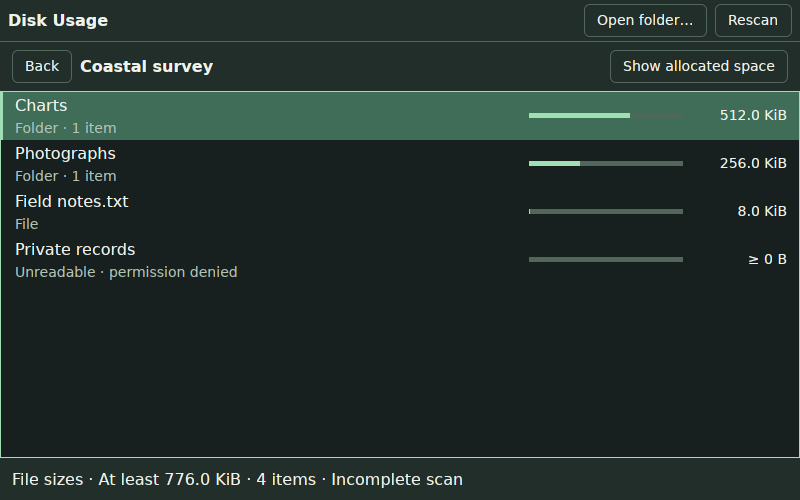 Disk Usage
Open folder... Rescan
Back Coastal survey
Show allocated space
Charts
Folder · 1 item
512.0 KiB
Photographs
Folder · 1 item
256.0 KiB
Field notes.txt
File
8.0 KiB
Private records
Unreadable · permission denied
≥ 0 B
File sizes · At least 776.0 KiB · 4 items · Incomplete scan